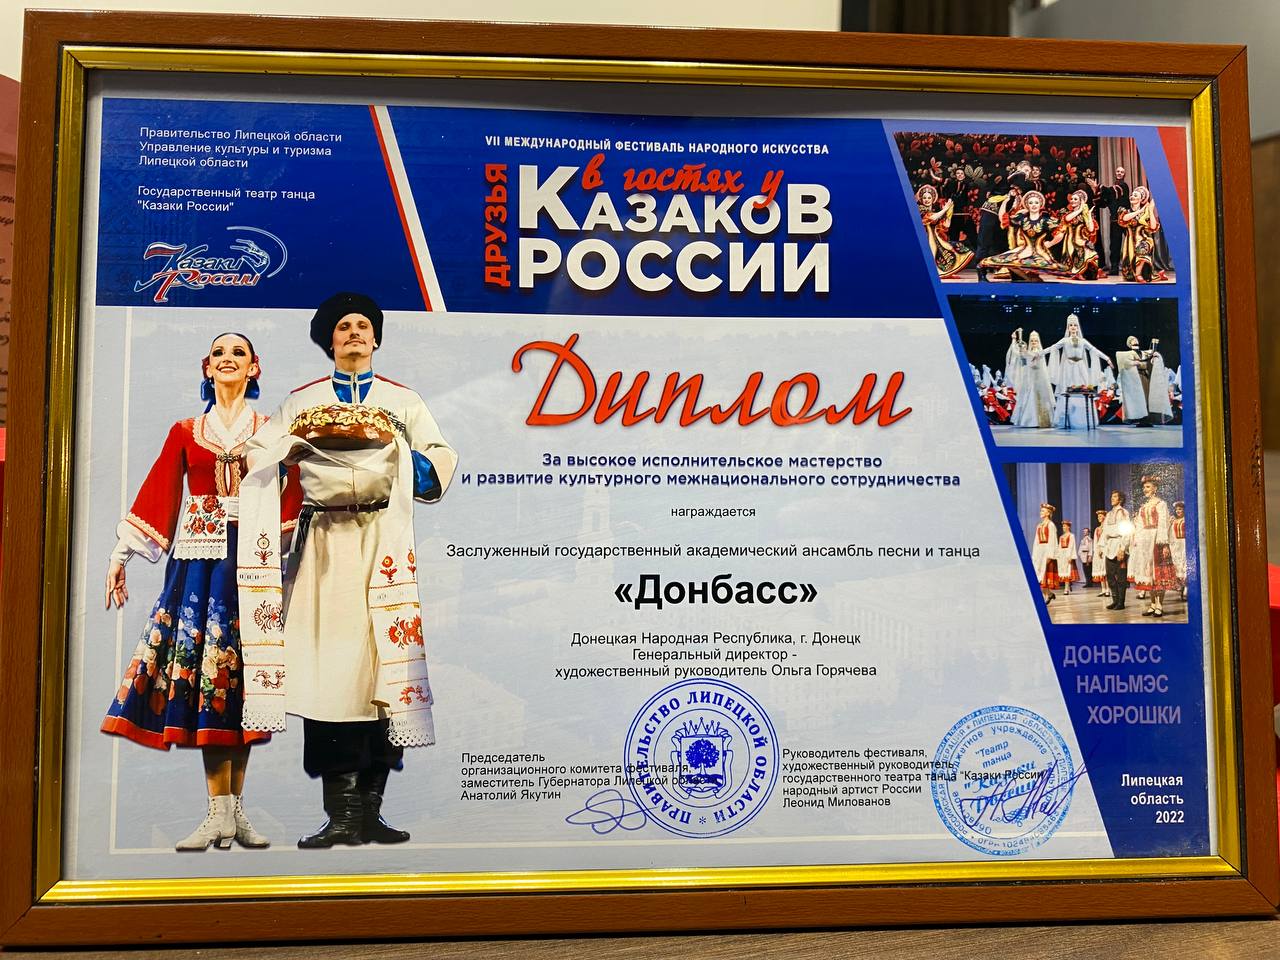 Правительство Липецкой области
Управление культуры и туризма
Липецкой области
Государственный театр танца
"Казаки России"
Казаки
России
VII МЕЖДУНАРОДНЫЙ ФЕСТИВАЛЬ НАРОДНОГО ИСКУССТВА
ДРУЗЬЯ
в гостях у
КАЗАКОВ
РОССИИ
Диплом
За высокое исполнительское мастерство
и развитие культурного межнационального сотрудничества
награждается
Заслуженный государственный академический ансамбль песни и танца
«Донбасс»
Донецкая Народная Республика, г. Донецк
Генеральный директор -
художественный руководитель Ольга Горячева
Председатель
организационного комитета фестиваля,
заместитель Губернатора Липецкой области
Анатолий Якутин
ПРАВИТЕЛЬСТВО ЛИПЕЦКОЙ ОБЛАСТИ
Руководитель фестиваля,
художественный руководитель
государственного театра танца "Казаки России",
народный артист России
Леонид Милованов
"Театр
танца
"Казаки
России"
ДОНБАСС
НАЛЬМЭС
ХОРОШКИ
Липецкая
область
2022